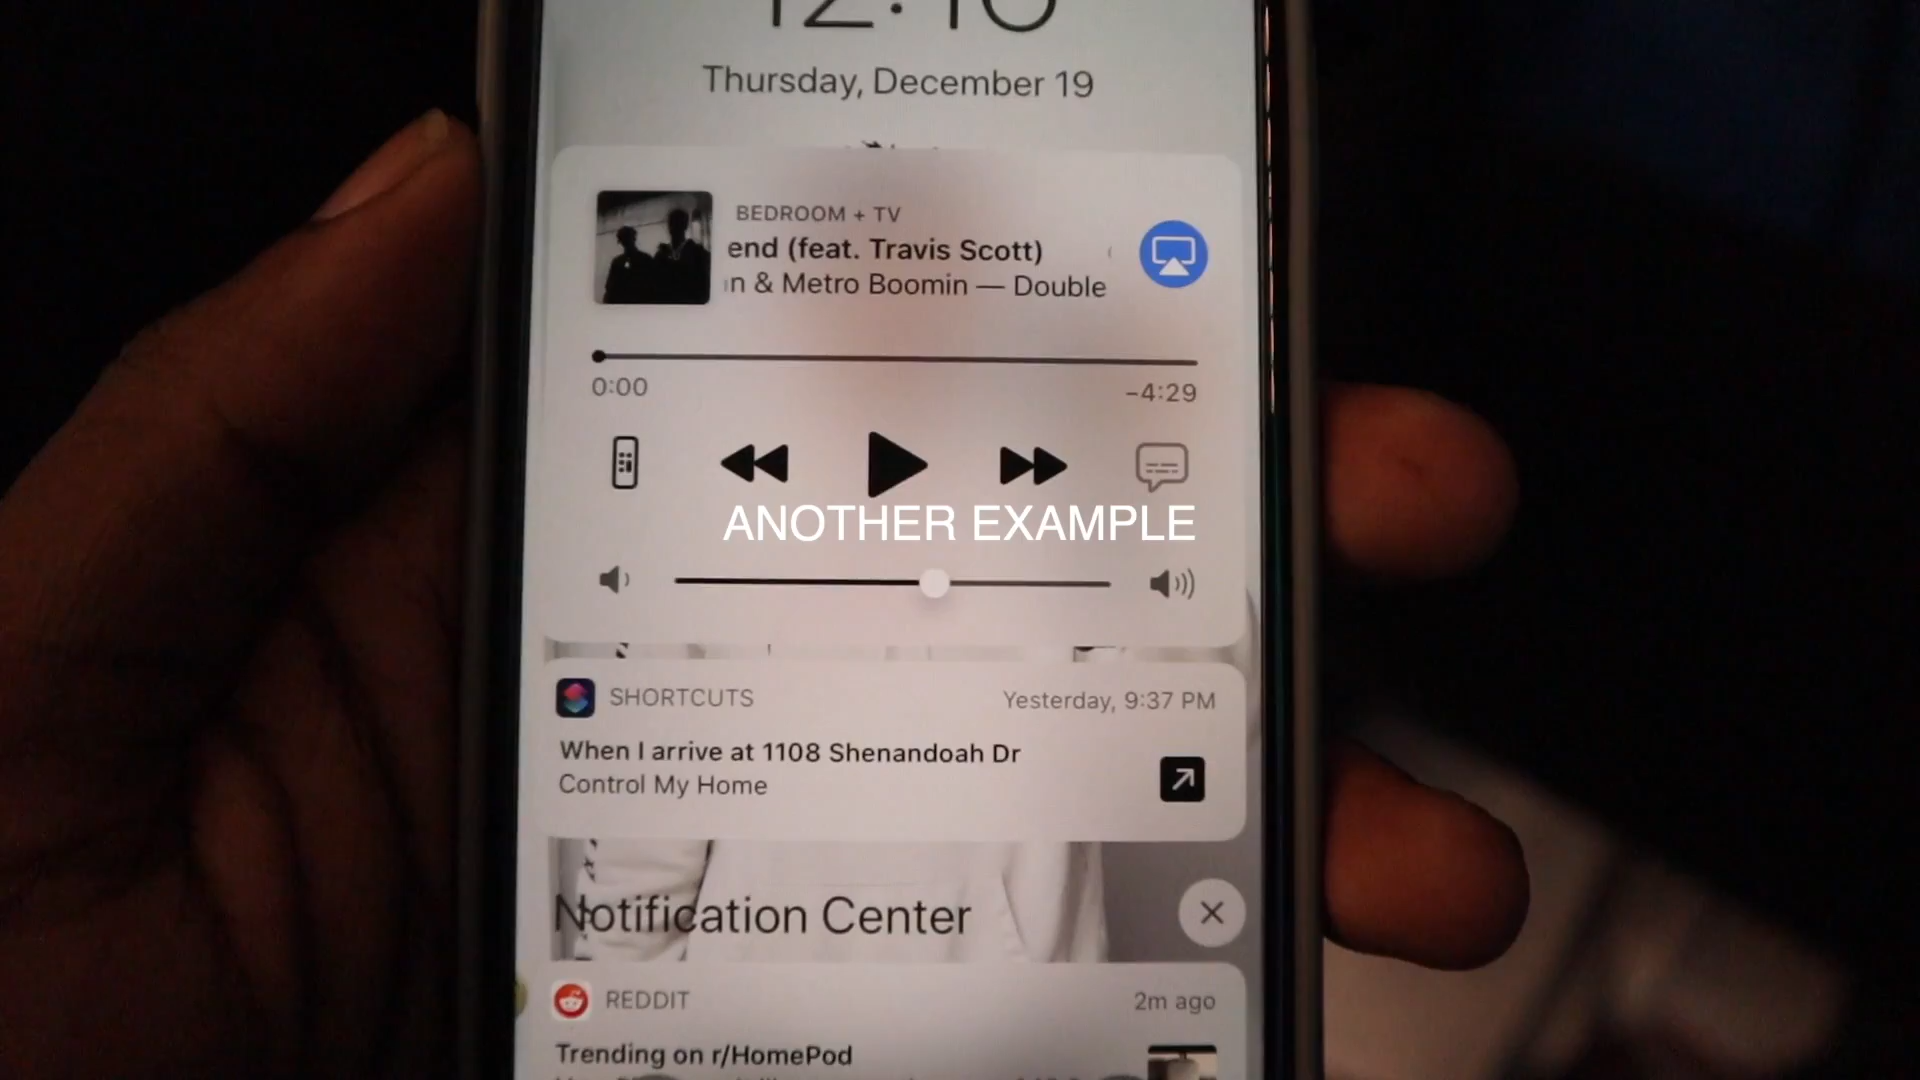 Thursday, December 19
BEDROOM + TV
end (feat. Travis Scott)
n & Metro Boomin — Double
0:00
-4:29
ANOTHER EXAMPLE
SHORTCUTS
Yesterday, 9:37 PM
When I arrive at 1108 Shenandoah Dr
Control My Home
Notification Center
REDDIT
2m ago
Trending on r/HomePod